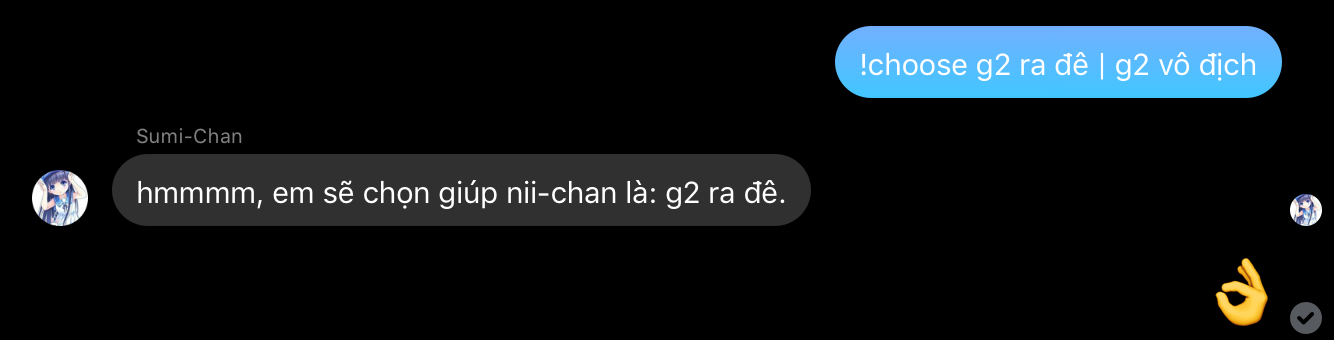 !choose g2 ra đê | g2 vô địch
Sumi-Chan
hmmmm, em sẽ chọn giúp nii-chan là: g2 ra đê.
👌